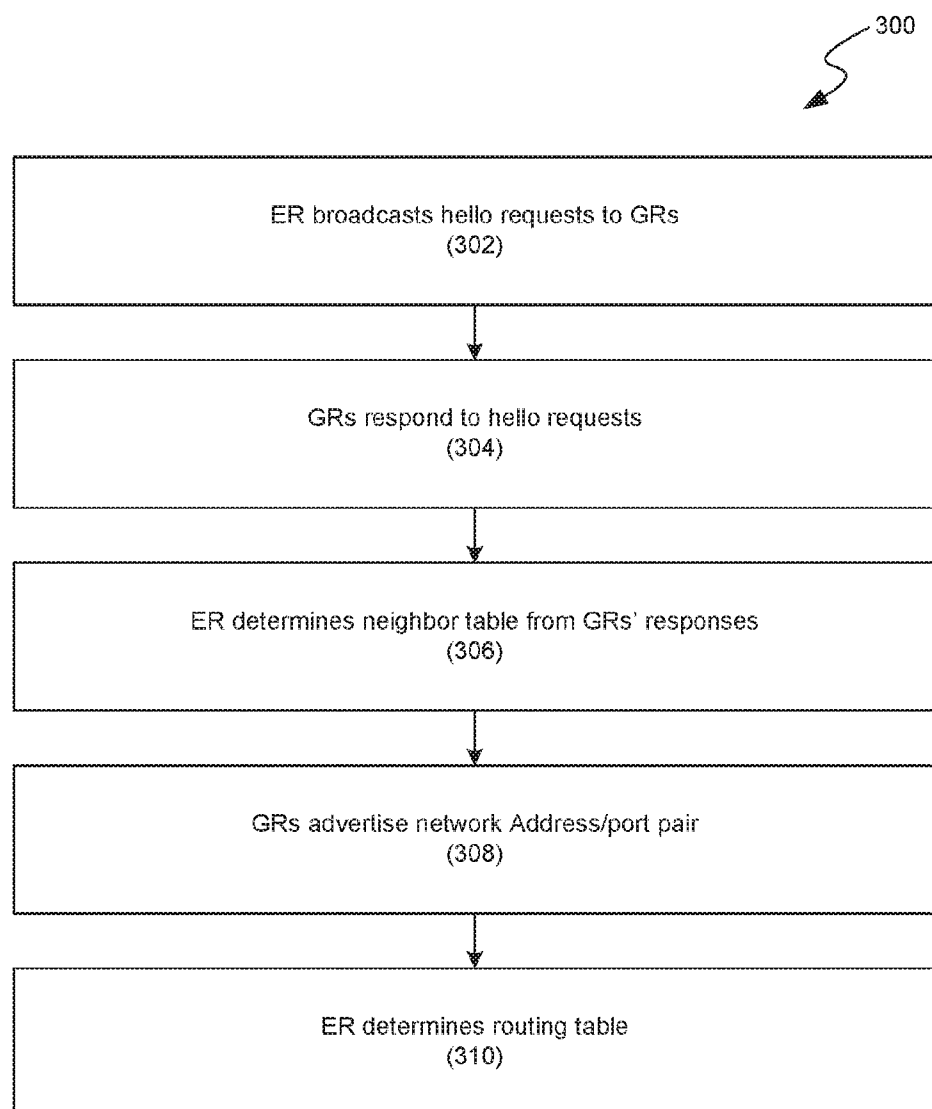 300
ER broadcasts hello requests to GRs
(302)
GRs respond to hello requests
(304)
ER determines neighbor table from GRs' responses
(306)
GRs advertise network Address/port pair
(308)
ER determines routing table
(310)